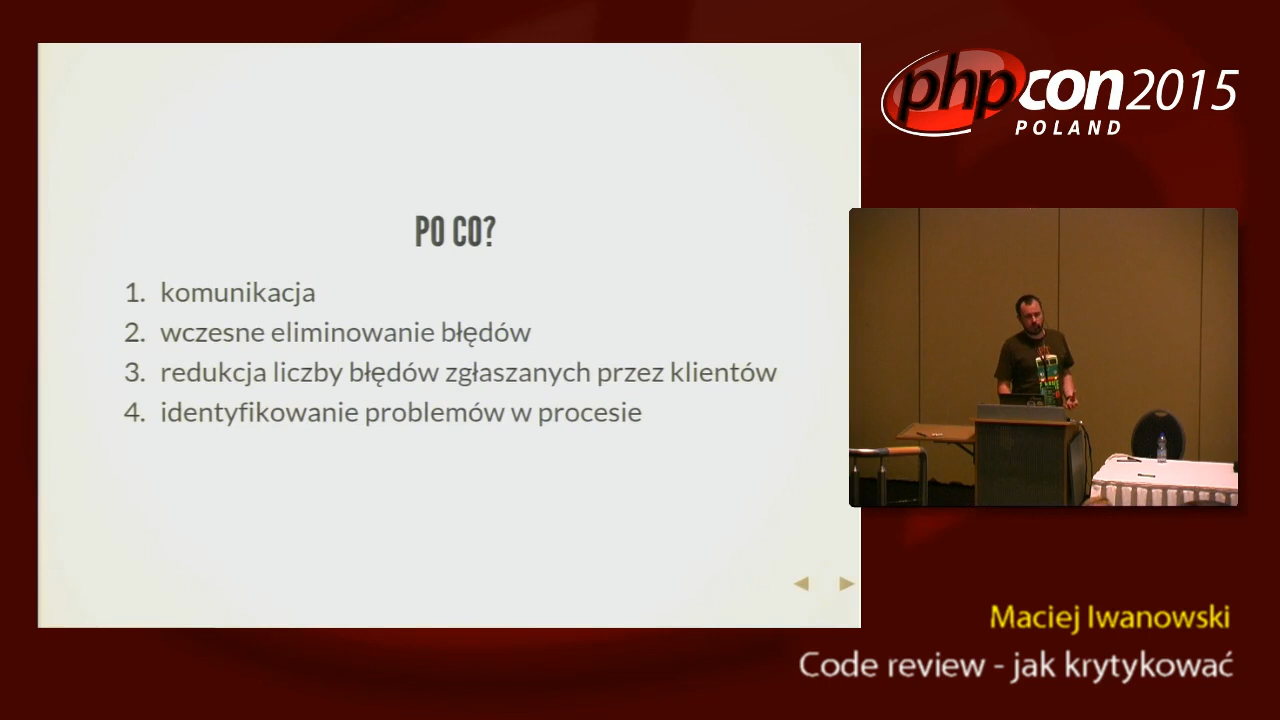 PO CO?
1. komunikacja
2. wczesne eliminowanie błędów
3. redukcja liczby błędów zgłaszanych przez klientów
4. identyfikowanie problemów w procesie
phpcon 2015
POLAND
Maciej Iwanowski
Code review - jak krytykować